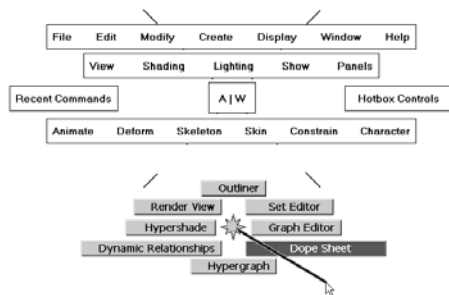 File Edit Modify Create Display Window Help
View Shading Lighting Show Panels
Recent Commands A|W Hotbox Controls
Animate Deform Skeleton Skin Constrain Character
Outliner
Render View Set Editor
Hypershade Graph Editor
Dynamic Relationships Dope Sheet
Hypergraph